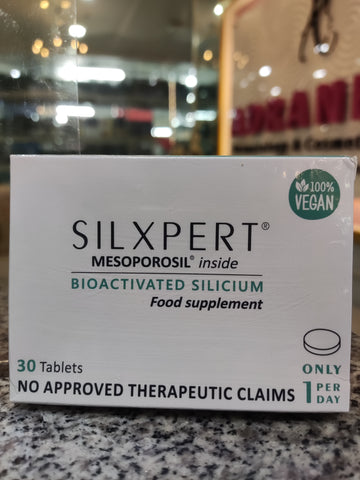 100%
VEGAN
SILXPERT®
MESOPOROSIL® inside
BIOACTIVATED SILICIUM
Food supplement
30 Tablets
NO APPROVED THERAPEUTIC CLAIMS
ONLY
1 PER DAY